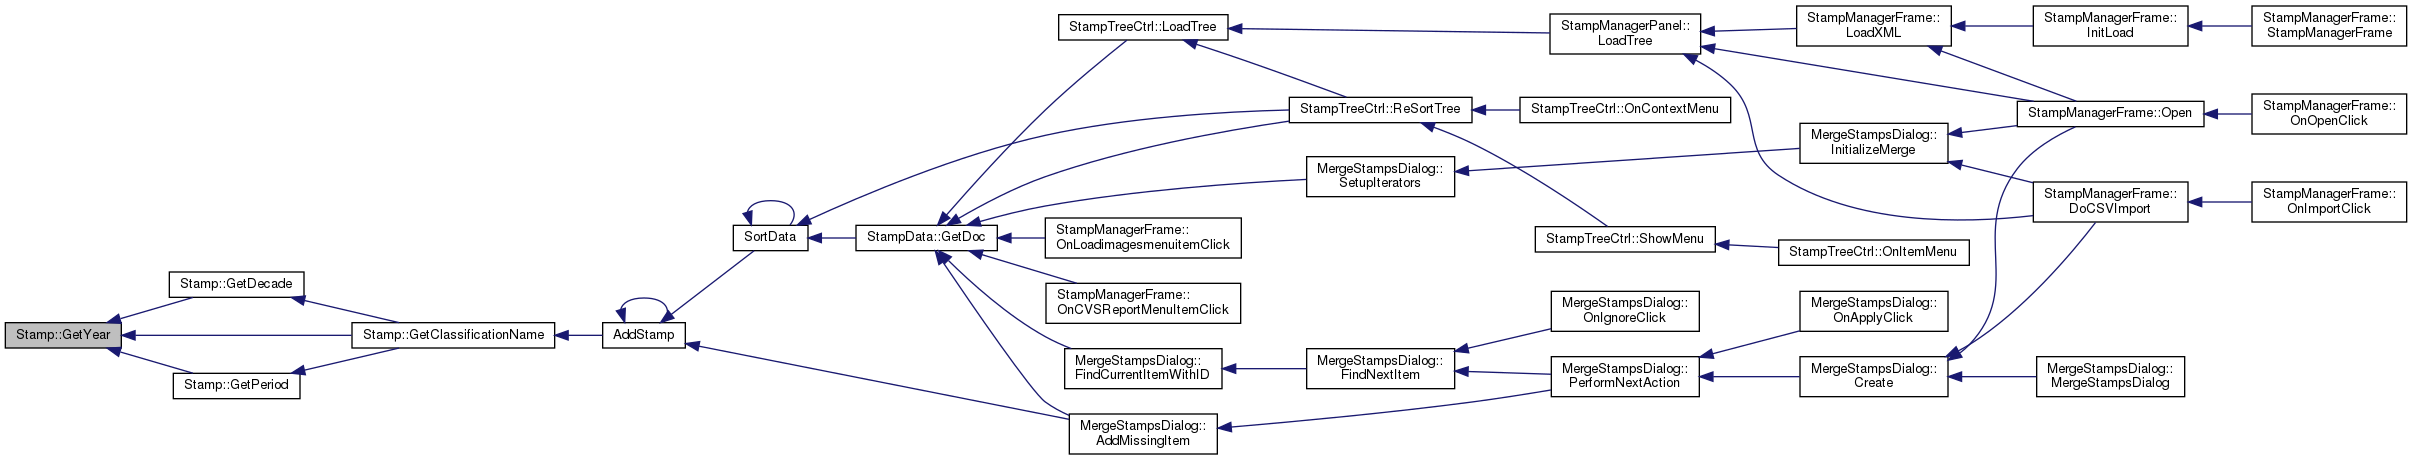 StampTreeCtrl::LoadTree
StampManagerPanel::
LoadTree
StampManagerFrame::
LoadXML
StampManagerFrame::
InitLoad
StampManagerFrame::
StampManagerFrame
StampTreeCtrl::ReSortTree
StampTreeCtrl::OnContextMenu
StampManagerFrame::Open
StampManagerFrame::
OnOpenClick
MergeStampsDialog::
InitializeMerge
MergeStampsDialog::
SetupIterators
StampManagerFrame::
DoCSVImport
StampManagerFrame::
OnImportClick
SortData
StampData::GetDoc
StampManagerFrame::
OnLoadimagesmenuitemClick
StampTreeCtrl::ShowMenu
StampTreeCtrl::OnItemMenu
Stamp::GetDecade
StampManagerFrame::
OnCVSReportMenuItemClick
MergeStampsDialog::
OnIgnoreClick
MergeStampsDialog::
OnApplyClick
Stamp::GetYear
Stamp::GetClassificationName
AddStamp
MergeStampsDialog::
FindCurrentItemWithID
MergeStampsDialog::
FindNextItem
MergeStampsDialog::
PerformNextAction
MergeStampsDialog::
Create
MergeStampsDialog::
MergeStampsDialog
Stamp::GetPeriod
MergeStampsDialog::
AddMissingItem